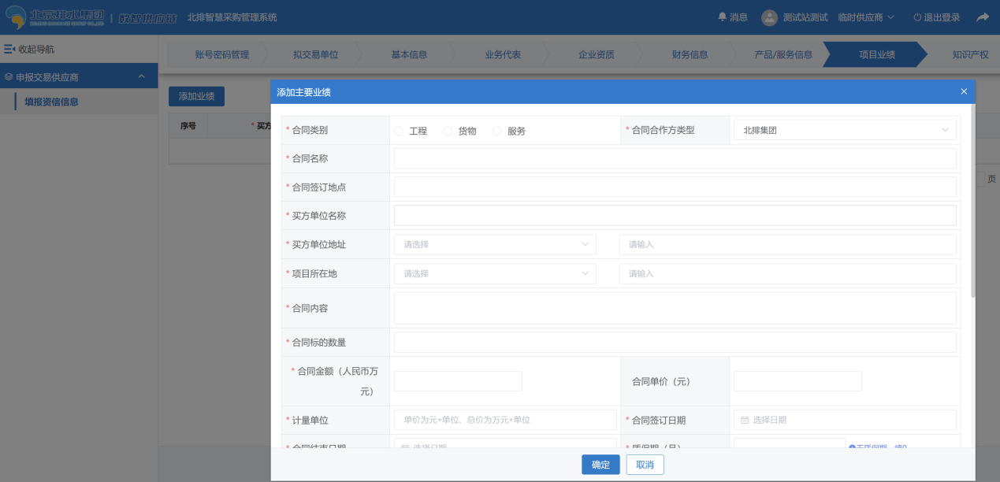 北京排水集团 | 数智供应链 北排智慧采购管理系统 消息 测试站测试 临时供应商 退出登录
收起导航
账号密码管理 拟交易单位 基本信息 业务代表 企业资质 财务信息 产品/服务信息 项目业绩 知识产权
申报交易供应商
填报资信信息
添加业绩
序号 * 买方
页
添加主要业绩
* 合同类别 工程 货物 服务 * 合同合作方类型 北排集团
* 合同名称
* 合同签订地点
* 买方单位名称
* 买方单位地址 请选择 请输入
* 项目所在地 请选择 请输入
* 合同内容
* 合同标的数量
* 合同金额（人民币万
元） 合同单价（元）
* 计量单位 单价为元+单位、总价为万元+单位 * 合同签订日期 选择日期
* 合同结束日期 选择日期 * 质保期（月） 无质保期，填0
确定 取消